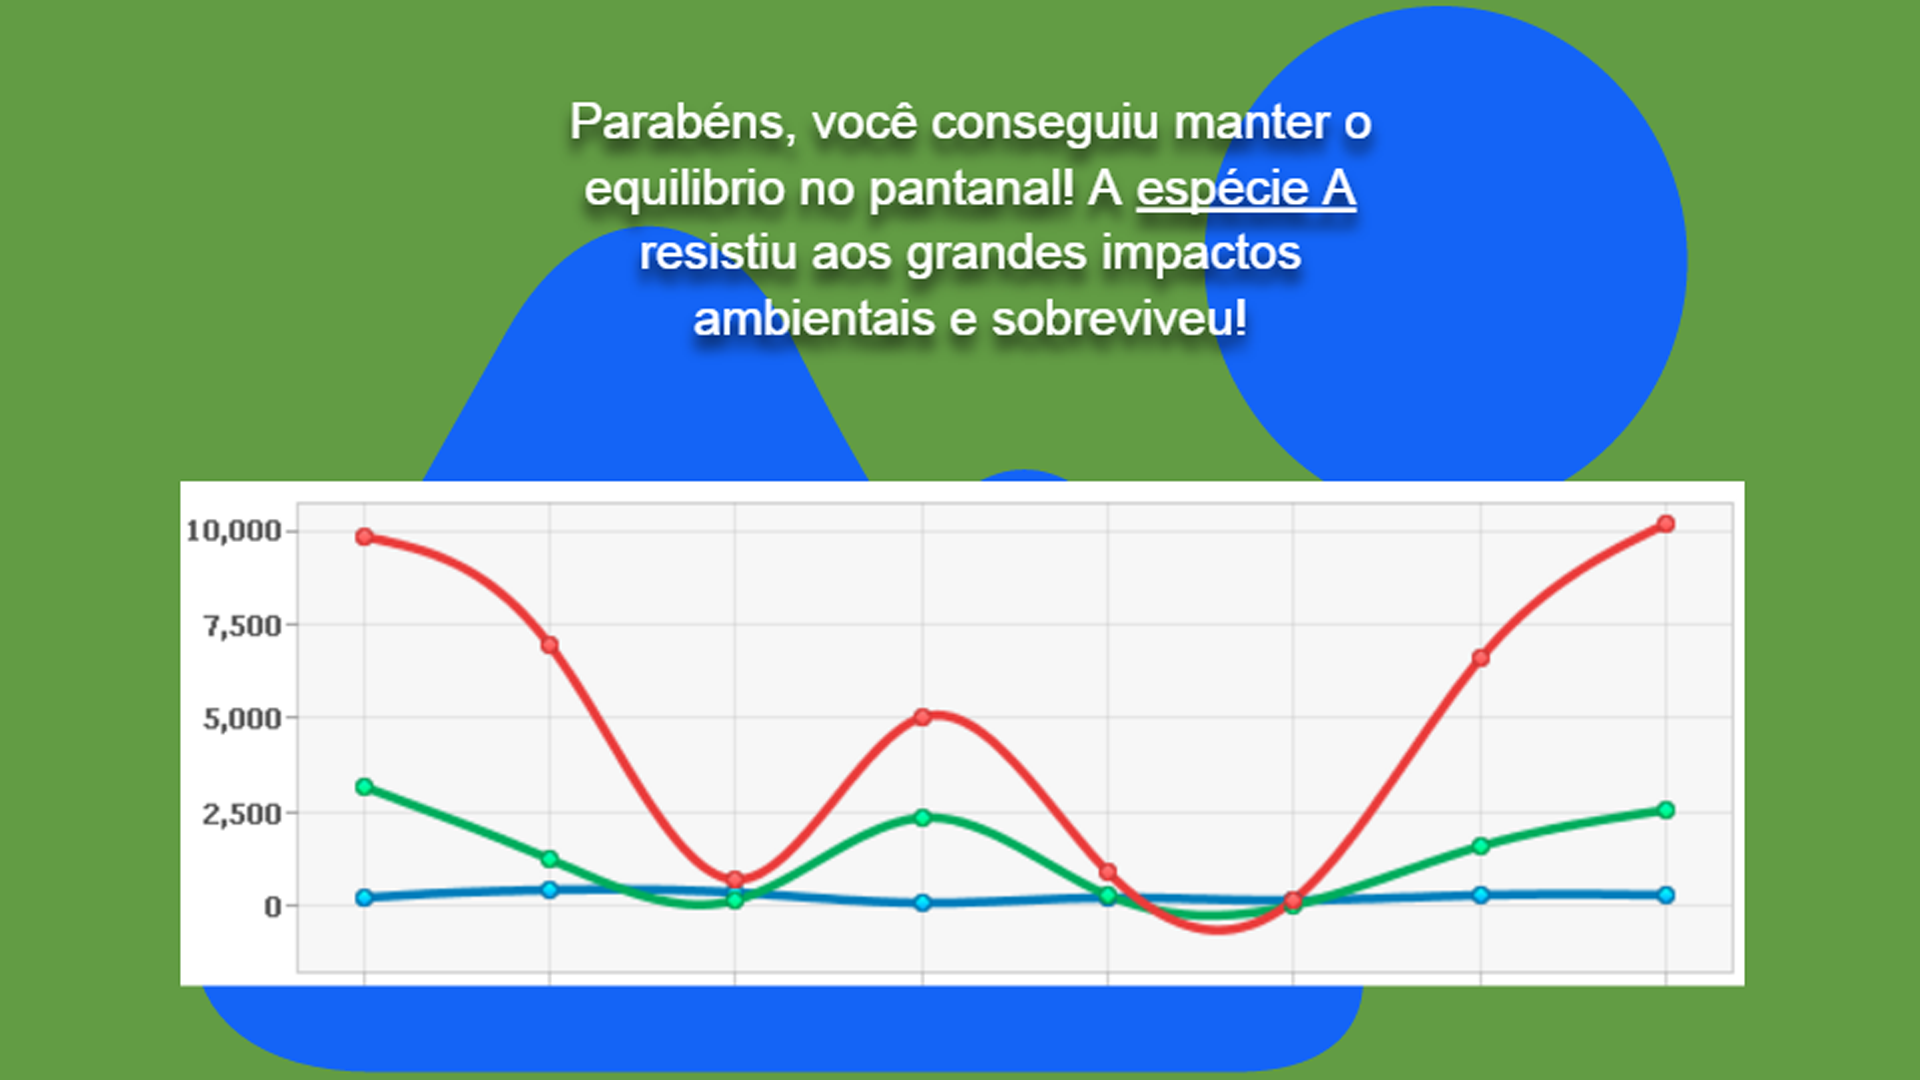 Parabéns, você conseguiu manter o
equilibrio no pantanal! A espécie A
resistiu aos grandes impactos
ambientais e sobreviveu!
10,000
7,500
5,000
2,500
0